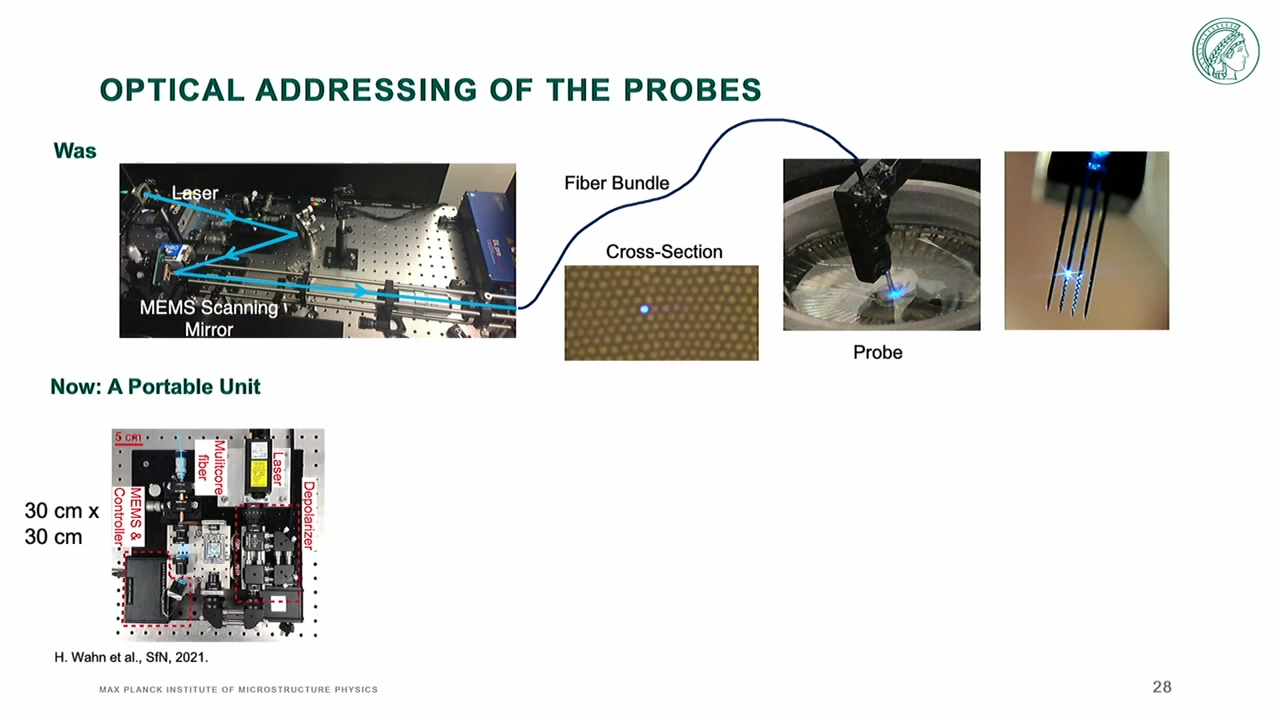 OPTICAL ADDRESSING OF THE PROBES
Was
Laser
MEMS Scanning
Mirror
Fiber Bundle
Cross-Section
Probe
Now: A Portable Unit
5 cm
Mulitcore
fiber
Laser
Depolarizer
MEMS &
Controller
30 cm x
30 cm
H. Wahn et al., SfN, 2021.
MAX PLANCK INSTITUTE OF MICROSTRUCTURE PHYSICS
28